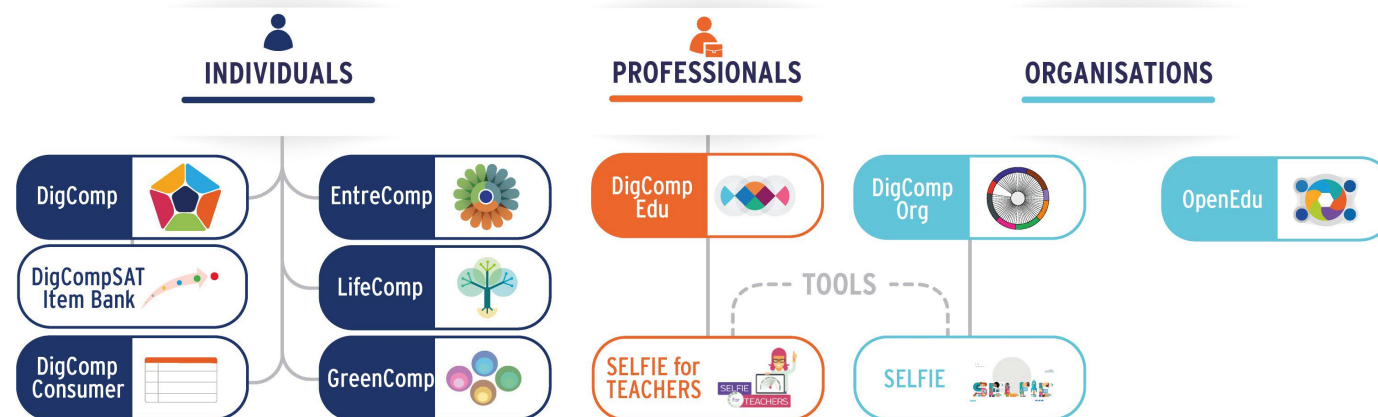 INDIVIDUALS
PROFESSIONALS
ORGANISATIONS
DigComp
EntreComp
DigComp
Edu
DigComp
Org
OpenEdu
DigCompSAT
Item Bank
LifeComp
TOOLS
DigComp
Consumer
GreenComp
SELFIE for
TEACHERS
SELFIE
for
TEACHERS
SELFIE
SELFIE